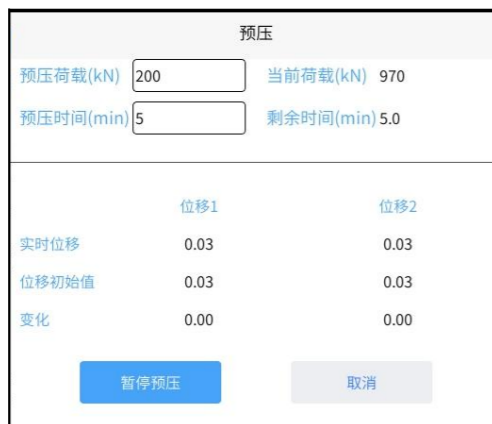 预压
预压荷载(kN) 200 当前荷载(kN) 970
预压时间(min) 5 剩余时间(min) 5.0
位移1 位移2
实时位移 0.03 0.03
位移初始值 0.03 0.03
变化 0.00 0.00
暂停预压 取消